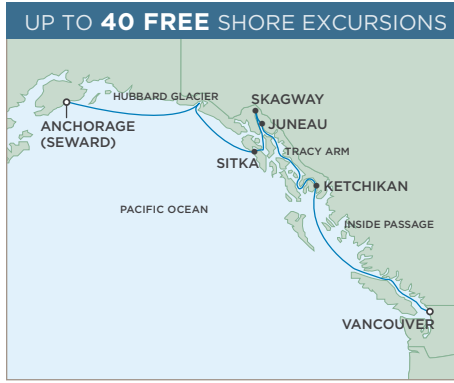 UP TO 40 FREE SHORE EXCURSIONS
HUBBARD GLACIER
SKAGWAY
ANCHORAGE
(SEWARD)
JUNEAU
TRACY ARM
SITKA
KETCHIKAN
PACIFIC OCEAN
INSIDE PASSAGE
VANCOUVER